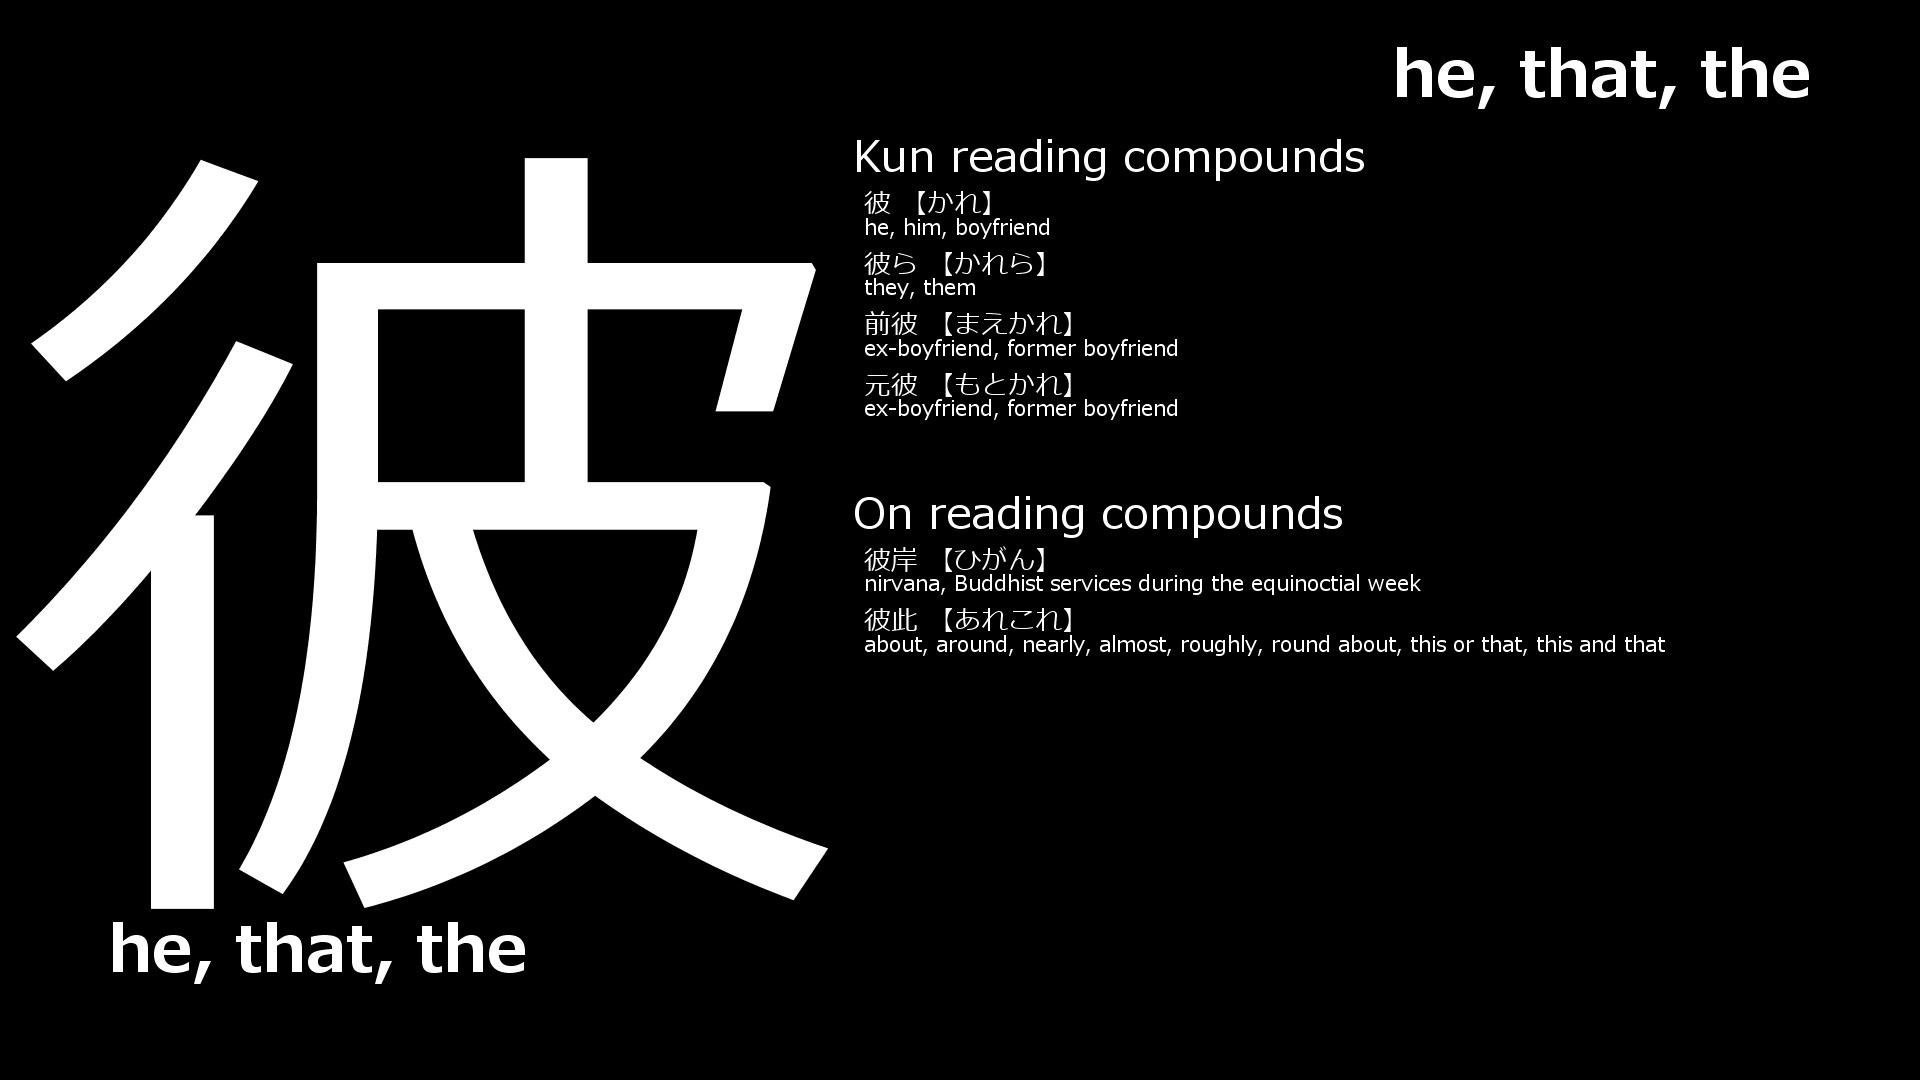 he, that, the
彼
Kun reading compounds
彼 【かれ】
he, him, boyfriend
彼ら 【かれら】
they, them
前彼 【まえかれ】
ex-boyfriend, former boyfriend
元彼 【もとかれ】
ex-boyfriend, former boyfriend
On reading compounds
彼岸 【ひがん】
nirvana, Buddhist services during the equinoctial week
彼此 【あれこれ】
about, around, nearly, almost, roughly, round about, this or that, this and that
he, that, the